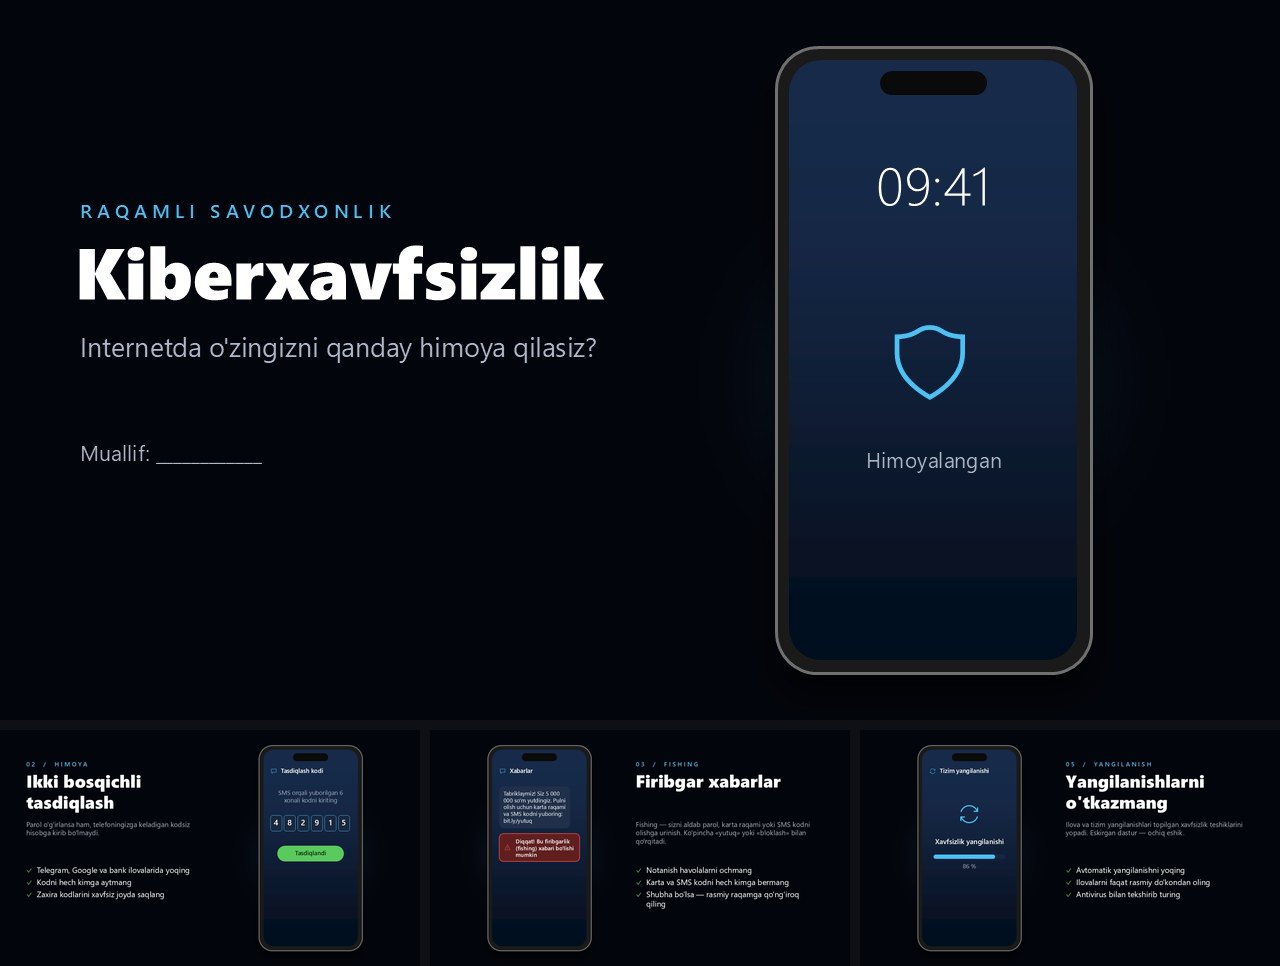 RAQAMLI SAVODXONLIK
Kiberxavfsizlik
Internetda o'zingizni qanday himoya qilasiz?
Muallif: ____________
09:41
Himoyalangan
02 / HIMOYA
Ikki bosqichli
tasdiqlash
Parol o'g'irlansa ham, telefoningizga keladigan kodsiz
hisobga kirib bo'lmaydi.
✓ Telegram, Google va bank ilovalarida yoqing
✓ Kodni hech kimga aytmang
✓ Zaxira kodlarini xavfsiz joyda saqlang
Tasdiqlash kodi
SMS orqali yuborilgan 6
xonali kodni kiriting
4 8 2 9 1 5
Tasdiqlandi
Xabarlar
Tabriklaymiz! Siz 5 000
000 so'm yutdingiz. Pulni
olish uchun karta raqami
va SMS kodni yuboring:
bit.ly/yutuq
Diqqat! Bu firibgarlik
(fishing) xabari bo'lishi
mumkin
03 / FISHING
Firibgar xabarlar
Fishing — sizni aldab parol, karta raqami yoki SMS kodni
olishga urinish. Ko'pincha «yutuq» yoki «bloklash» bilan
qo'rqitadi.
✓ Notanish havolalarni ochmang
✓ Karta va SMS kodni hech kimga bermang
✓ Shubha bo'lsa — rasmiy raqamga qo'ng'iroq
qiling
Tizim yangilanishi
Xavfsizlik yangilanishi
86 %
05 / YANGILANISH
Yangilanishlarni
o'tkazmang
Ilova va tizim yangilanishlari topilgan xavfsizlik teshiklarini
yopadi. Eskirgan dastur — ochiq eshik.
✓ Avtomatik yangilanishni yoqing
✓ Ilovalarni faqat rasmiy do'kondan oling
✓ Antivirus bilan tekshirib turing